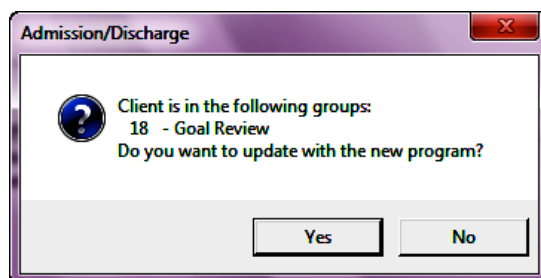 Admission/Discharge
Client is in the following groups:
18 - Goal Review
Do you want to update with the new program?
Yes No